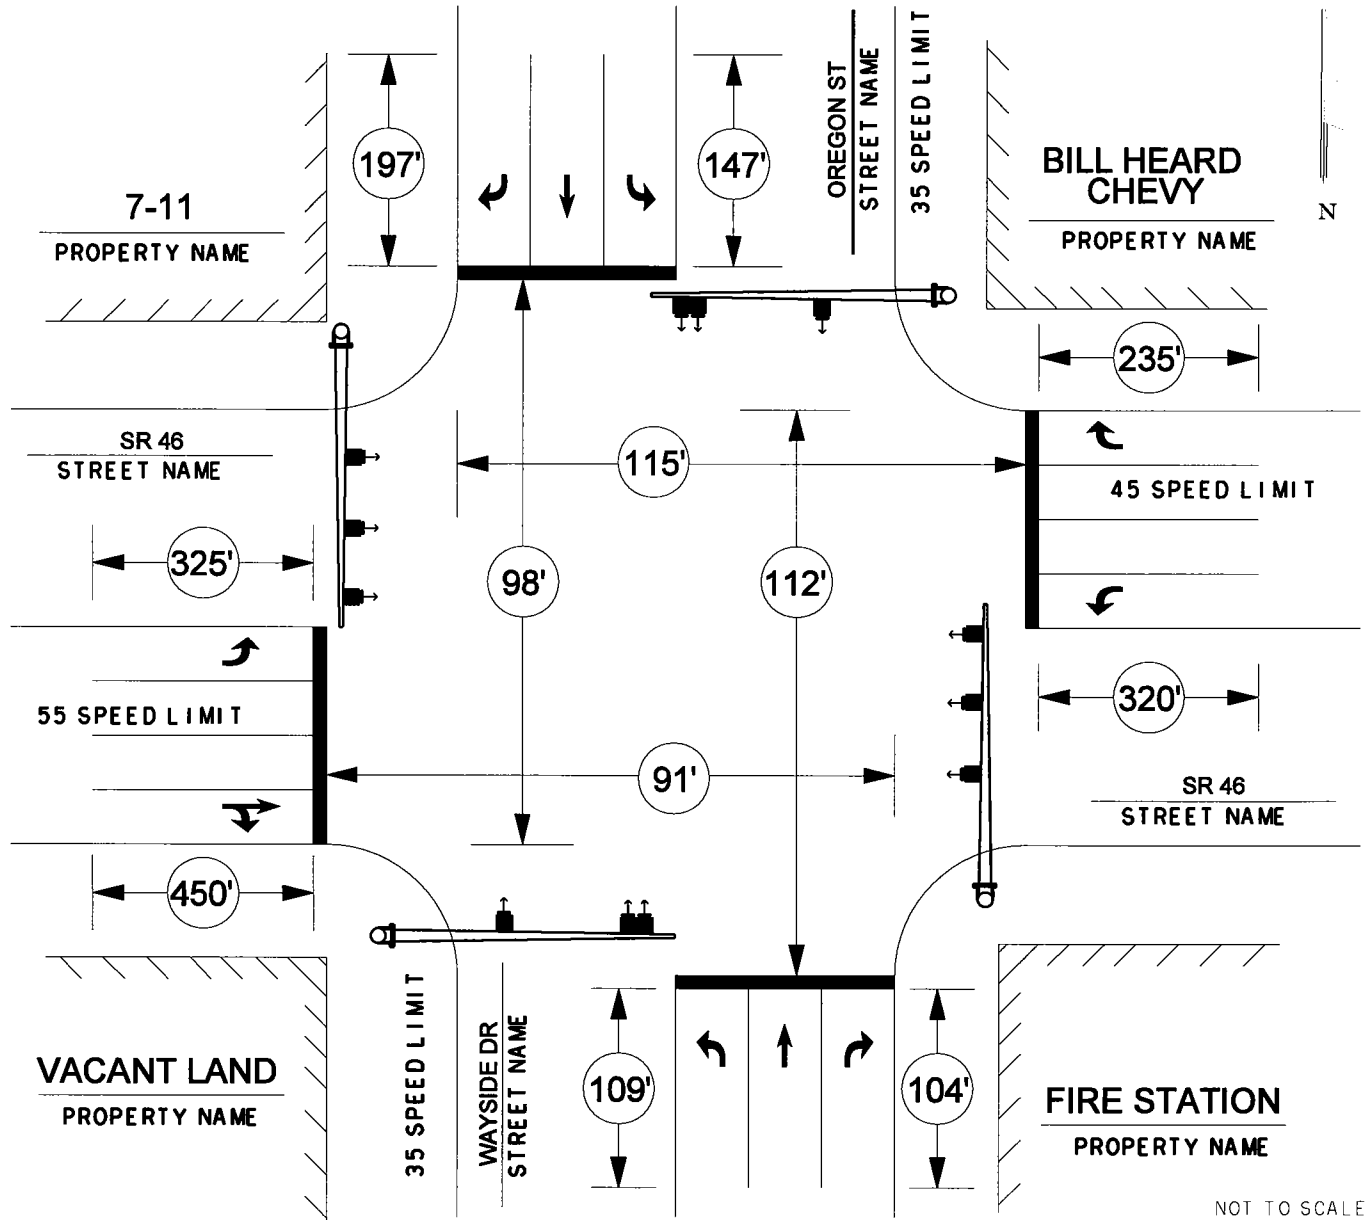 197'
147'
OREGON ST
STREET NAME
35 SPEED LIMIT
7-11
PROPERTY NAME
BILL HEARD
CHEVY
PROPERTY NAME
N
235'
SR 46
STREET NAME
115'
45 SPEED LIMIT
325'
98'
112'
55 SPEED LIMIT
320'
91'
SR 46
STREET NAME
450'
35 SPEED LIMIT
WAYSIDE DR
STREET NAME
VACANT LAND
PROPERTY NAME
109'
104'
FIRE STATION
PROPERTY NAME
NOT TO SCALE